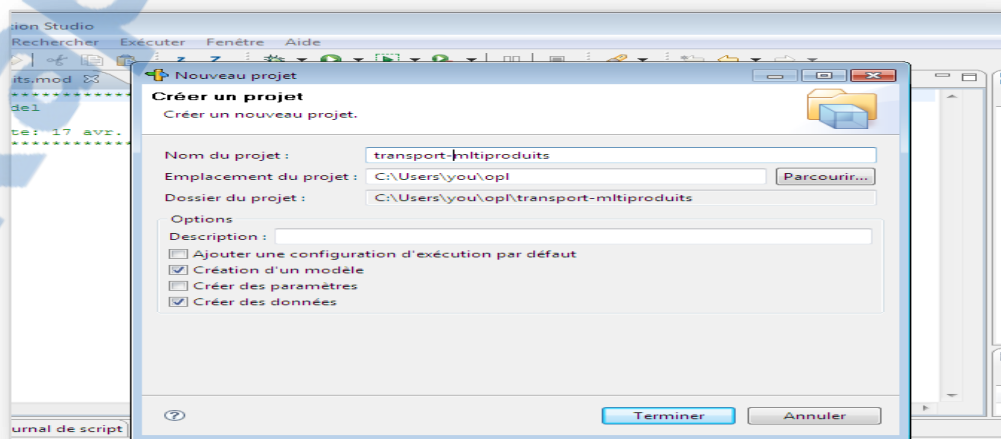 tion Studio
Rechercher Exécuter Fenêtre Aide
its.mod
Nouveau projet
del
te: 17 avr.
Créer un projet
Créer un nouveau projet.
Nom du projet : transport-mltiproduits
Emplacement du projet : C:\Users\you\opl Parcourir...
Dossier du projet : C:\Users\you\opl\transport-mltiproduits
Options
Description :
Ajouter une configuration d'exécution par défaut
Création d'un modèle
Créer des paramètres
Créer des données
Terminer Annuler
urnal de script